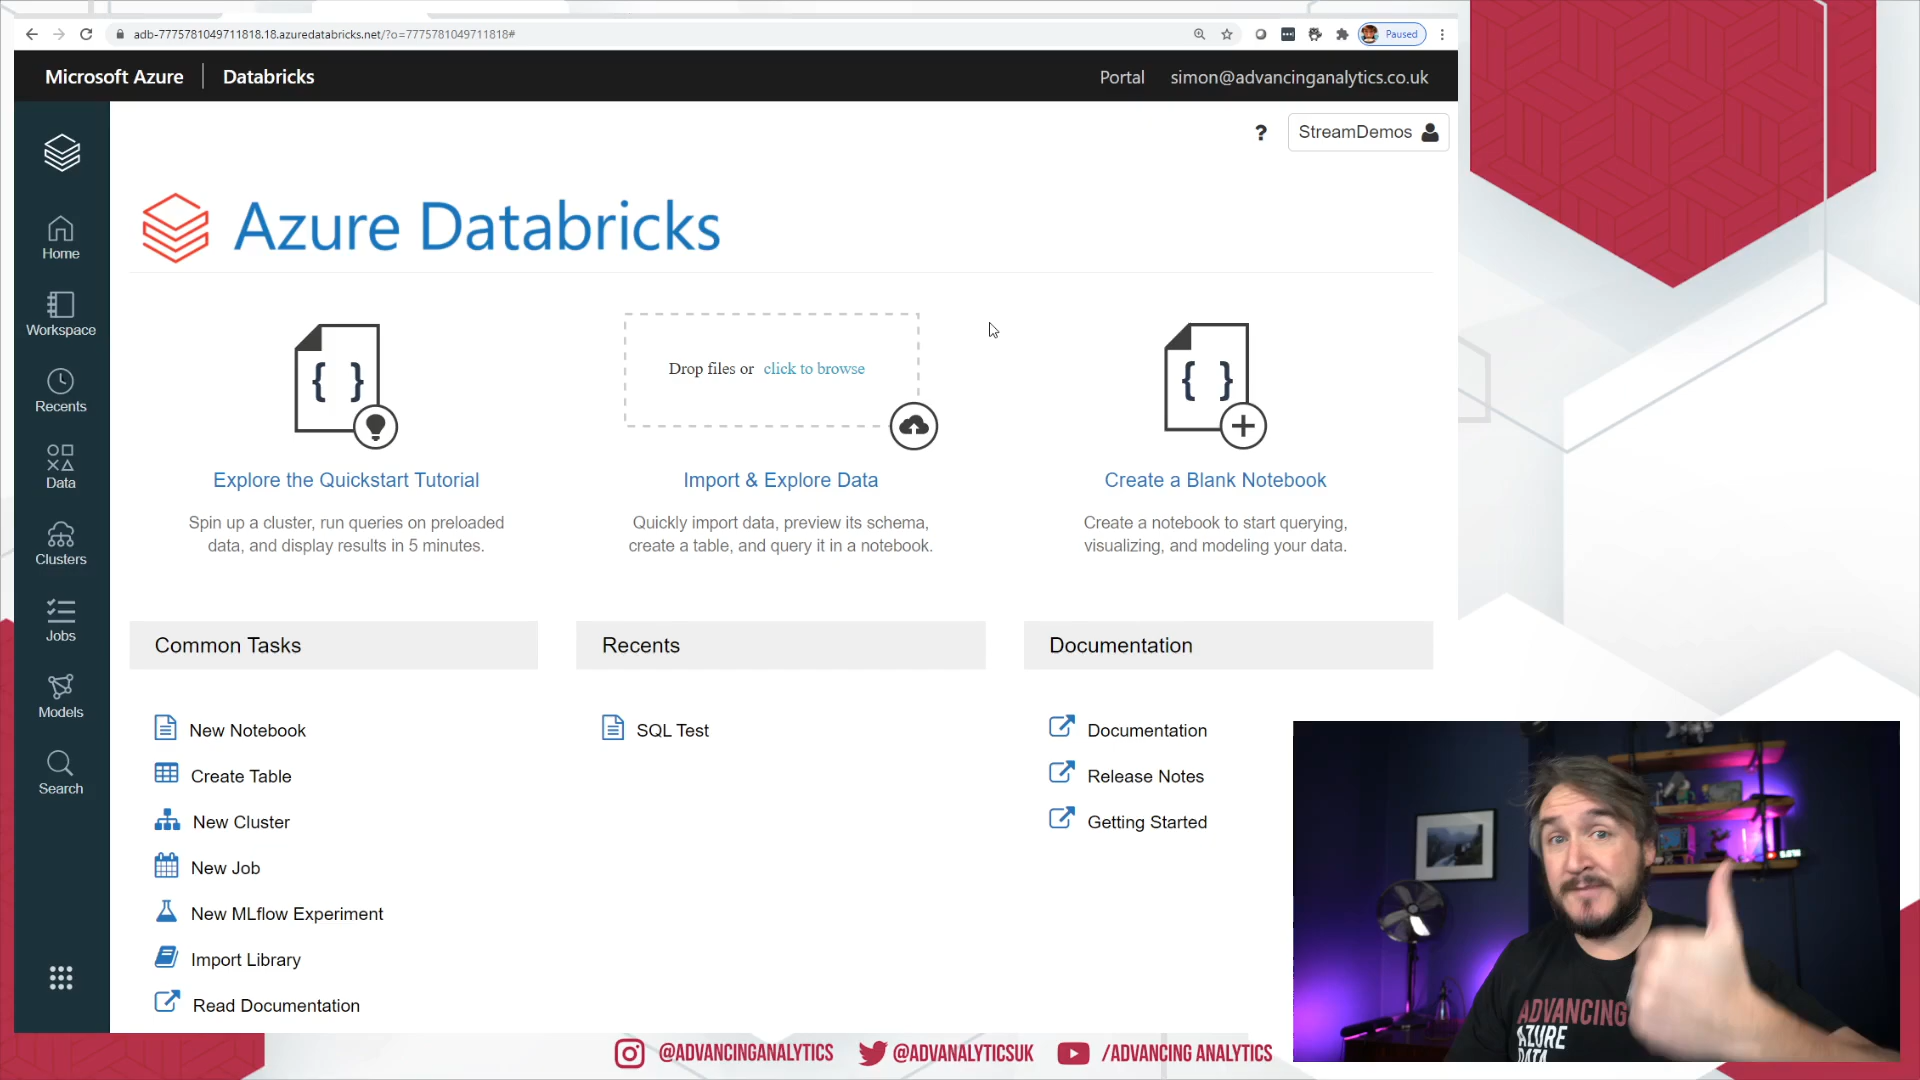 adb-7775781049711818.18.azuredatabricks.net/?o=7775781049711818#
Paused
Microsoft Azure
Databricks
Portal
simon@advancinganalytics.co.uk
?
StreamDemos
Azure Databricks
Home
Workspace
Recents
Data
Clusters
Jobs
Models
Search
Drop files or click to browse
Explore the Quickstart Tutorial
Spin up a cluster, run queries on preloaded
data, and display results in 5 minutes.
Import & Explore Data
Quickly import data, preview its schema,
create a table, and query it in a notebook.
Create a Blank Notebook
Create a notebook to start querying,
visualizing, and modeling your data.
Common Tasks
New Notebook
Create Table
New Cluster
New Job
New MLflow Experiment
Import Library
Read Documentation
Recents
SQL Test
Documentation
Documentation
Release Notes
Getting Started
ADVANCING
AZURE
DATA
@ADVANCINGANALYTICS
@ADVANALYTICSUK
/ADVANCING ANALYTICS